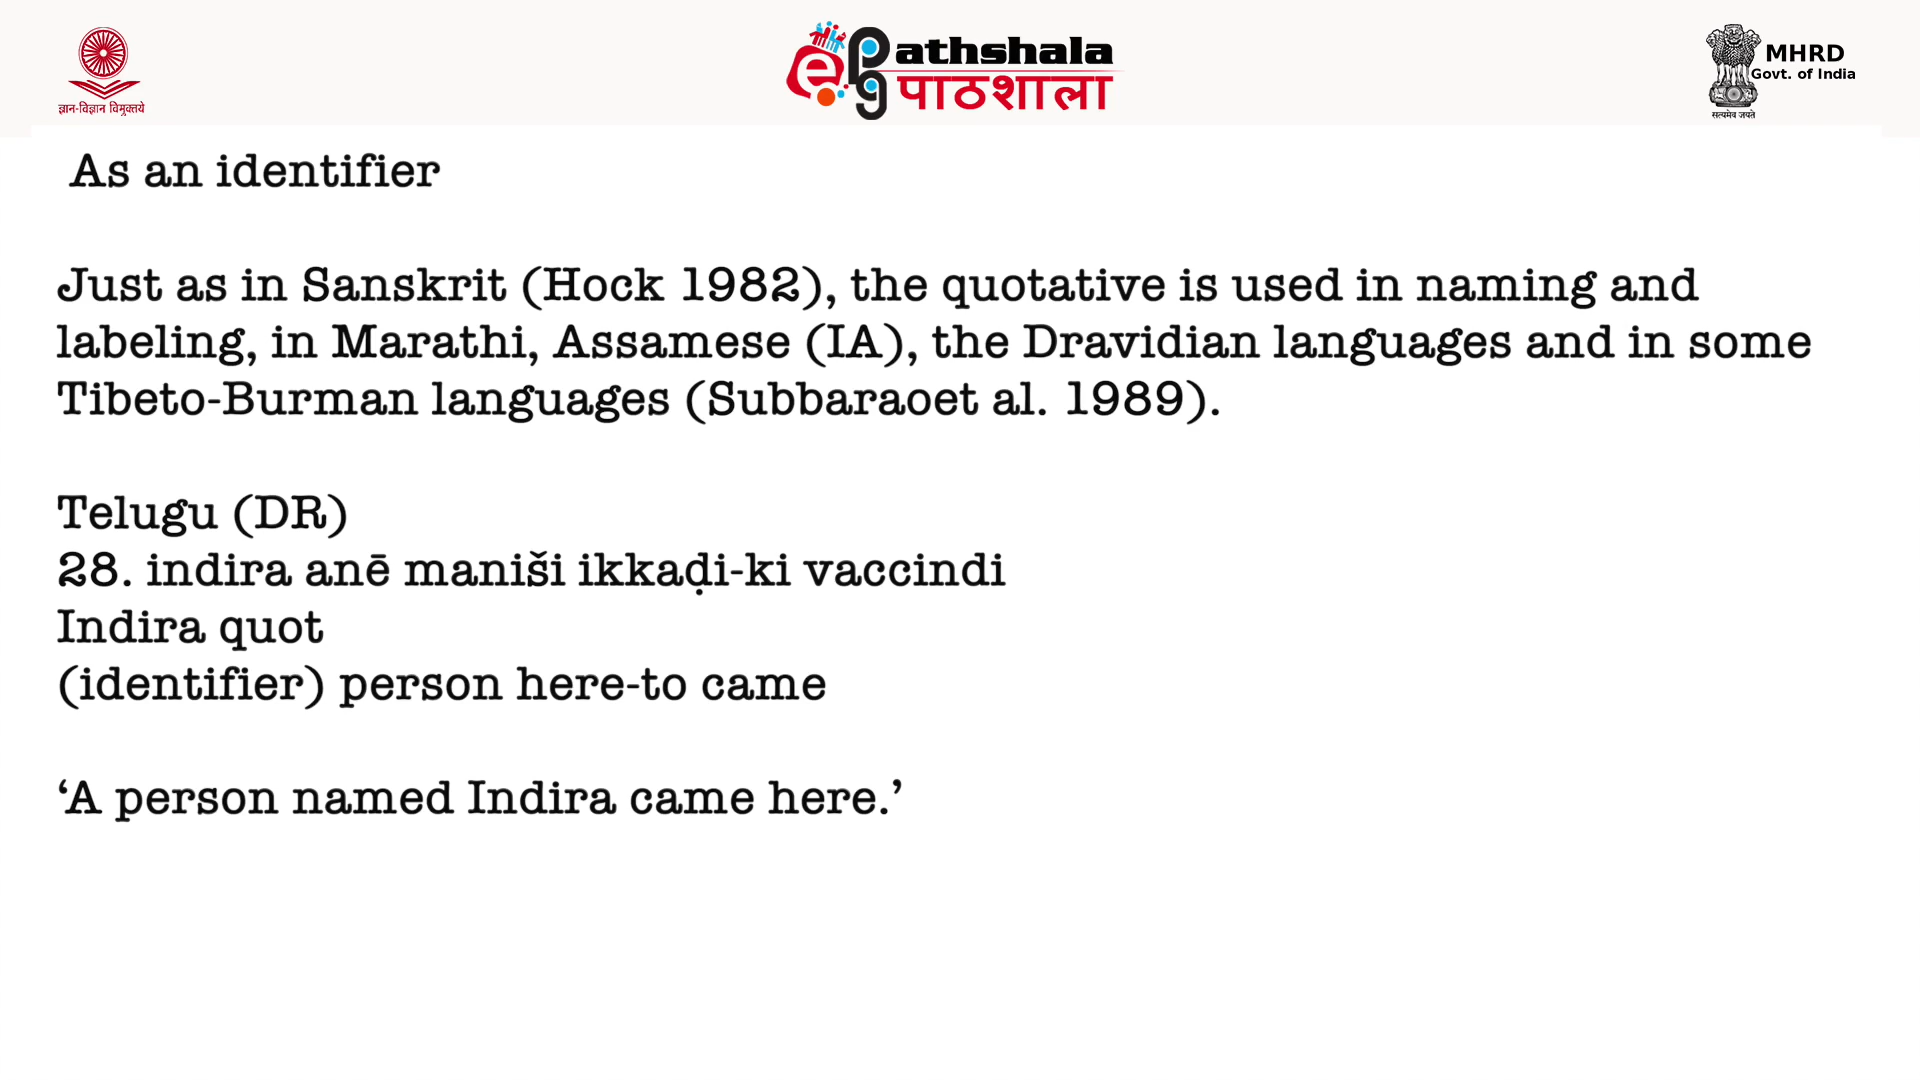 ज्ञान-विज्ञान विमुक्तये
ePathshala
पाठशाला
MHRD
Govt. of India
सत्यमेव जयते
As an identifier
Just as in Sanskrit (Hock 1982), the quotative is used in naming and
labeling, in Marathi, Assamese (IA), the Dravidian languages and in some
Tibeto-Burman languages (Subbaraoet al. 1989).
Telugu (DR)
28. indira anē maniši ikkaḍi-ki vaccindi
Indira quot
(identifier) person here-to came
‘A person named Indira came here.’